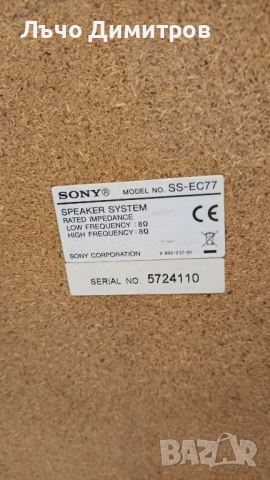 Лъчо Димитров
SONY® MODEL NO. SS-EC77
SPEAKER SYSTEM
RATED IMPEDANCE
LOW FREQUENCY : 8Ω
HIGH FREQUENCY : 8Ω
CE
SONY CORPORATION
SERIAL NO. 5724110
bazar